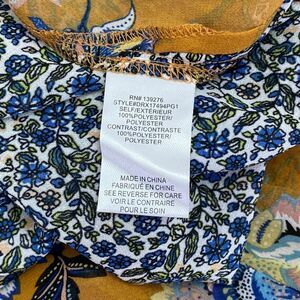 RN# 139276
STYLE#DRX17494PG1
SELF/EXTÉRIEUR
100%POLYESTER/
POLYESTER
CONTRAST/CONTRASTE
100%POLYESTER/
POLYESTER
MADE IN CHINA
FABRIQUÉ EN CHINE
SEE REVERSE FOR CARE
VOIR LE CONTRAIRE
POUR LE SOIN